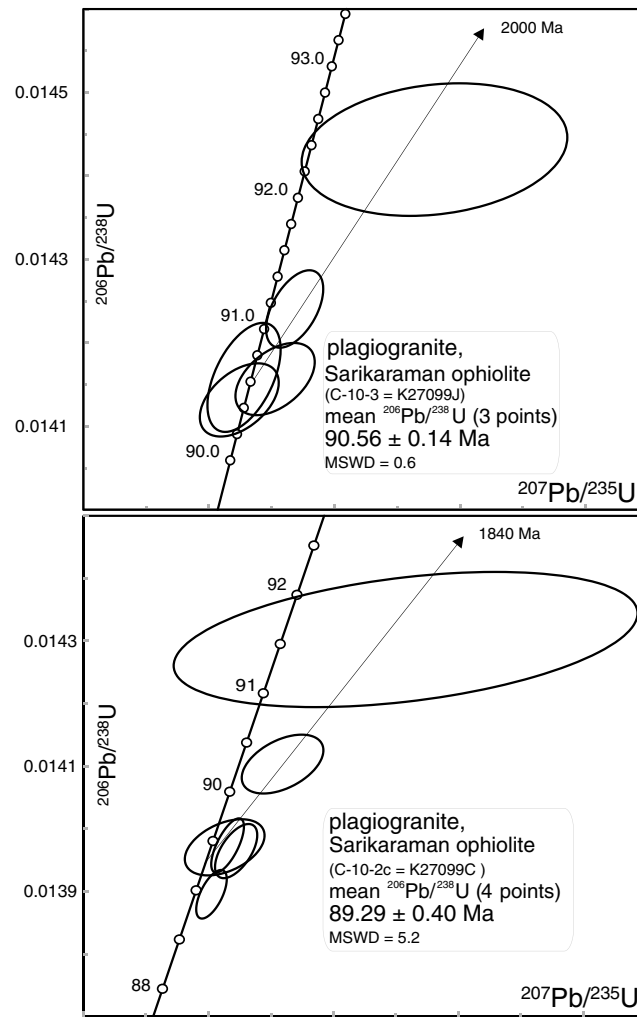 93.0
2000 Ma
0.0145
92.0
0.0143
²⁰⁶Pb/²³⁸U
91.0
plagiogranite,
Sarikaraman ophiolite
(C-10-3 = K27099J)
mean ²⁰⁶Pb/²³⁸U (3 points)
0.0141
90.0
90.56 ± 0.14 Ma
MSWD = 0.6
²⁰⁷Pb/²³⁵U
1840 Ma
92
0.0143
91
²⁰⁶Pb/²³⁸U
90
0.0141
plagiogranite,
Sarikaraman ophiolite
(C-10-2c = K27099C )
mean ²⁰⁶Pb/²³⁸U (4 points)
0.0139
89.29 ± 0.40 Ma
MSWD = 5.2
88
²⁰⁷Pb/²³⁵U